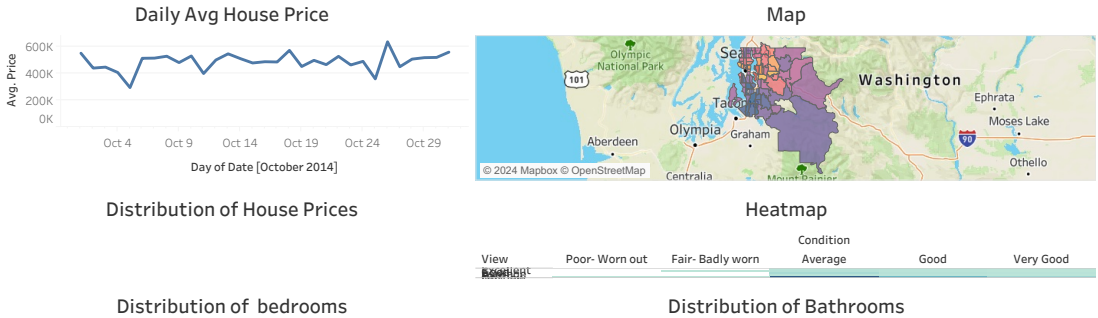 Daily Avg House Price
Avg. Price
600K
400K
200K
0K
Oct 4
Oct 9
Oct 14
Oct 19
Oct 24
Oct 29
Day of Date [October 2014]
Map
Olympic
National Park
101
Washington
Ephrata
Moses Lake
Olympia
Graham
90
Aberdeen
Othello
© 2024 Mapbox © OpenStreetMap
Centralia
Mount Rainier
Distribution of House Prices
Heatmap
Condition
View
Poor- Worn out
Fair- Badly worn
Average
Good
Very Good
Distribution of  bedrooms
Distribution of Bathrooms